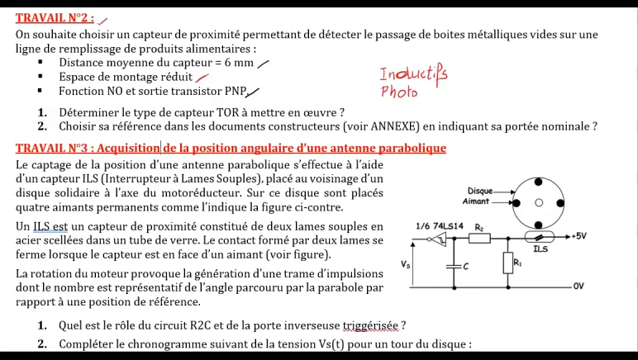 TRAVAIL N°2 :
On souhaite choisir un capteur de proximité permettant de détecter le passage de boites métalliques vides sur une
ligne de remplissage de produits alimentaires :
▪ Distance moyenne du capteur = 6 mm
▪ Espace de montage réduit
▪ Fonction NO et sortie transistor PNP.
Inductifs
Photo
1. Déterminer le type de capteur TOR à mettre en œuvre ?
2. Choisir sa référence dans les documents constructeurs (voir ANNEXE) en indiquant sa portée nominale ?
TRAVAIL N°3 : Acquisition de la position angulaire d'une antenne parabolique
Le captage de la position d'une antenne parabolique s'effectue à l'aide
d'un capteur ILS (Interrupteur à Lames Souples), placé au voisinage d'un
disque solidaire à l'axe du motoréducteur. Sur ce disque sont placés
quatre aimants permanents comme l'indique la figure ci-contre.
Un ILS est un capteur de proximité constitué de deux lames souples en
acier scellées dans un tube de verre. Le contact formé par deux lames se
ferme lorsque le capteur est en face d'un aimant (voir figure).
La rotation du moteur provoque la génération d'une trame d'impulsions
dont le nombre est représentatif de l'angle parcouru par la parabole par
rapport à une position de référence.
Disque
Aimant
1/6 74LS14
R2
+5V
ILS
Vs
C
R1
0V
1. Quel est le rôle du circuit R2C et de la porte inverseuse triggérisée ?
2. Compléter le chronogramme suivant de la tension Vs(t) pour un tour du disque :